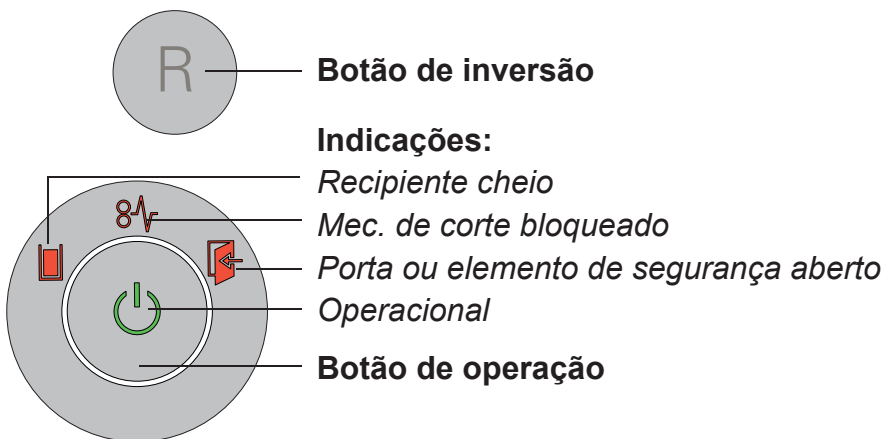 R
Botão de inversão
Indicações:
Recipiente cheio
Mec. de corte bloqueado
Porta ou elemento de segurança aberto
Operacional
Botão de operação